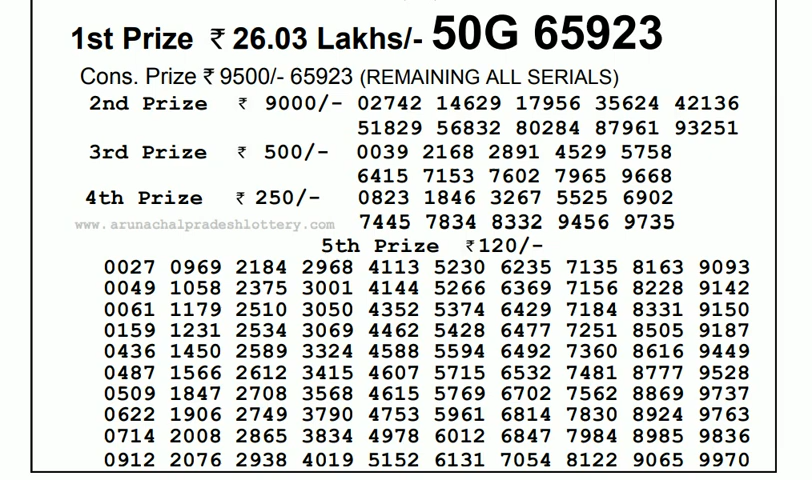 1st Prize ₹ 26.03 Lakhs/- 50G 65923
Cons. Prize ₹ 9500/- 65923 (REMAINING ALL SERIALS)
2nd Prize ₹ 9000/- 02742 14629 17956 35624 42136
51829 56832 80284 87961 93251
3rd Prize ₹ 500/- 0039 2168 2891 4529 5758
6415 7153 7602 7965 9668
4th Prize ₹ 250/- 0823 1846 3267 5525 6902
www.arunachalpradeshlottery.com 7445 7834 8332 9456 9735
5th Prize ₹120/-
0027 0969 2184 2968 4113 5230 6235 7135 8163 9093
0049 1058 2375 3001 4144 5266 6369 7156 8228 9142
0061 1179 2510 3050 4352 5374 6429 7184 8331 9150
0159 1231 2534 3069 4462 5428 6477 7251 8505 9187
0436 1450 2589 3324 4588 5594 6492 7360 8616 9449
0487 1566 2612 3415 4607 5715 6532 7481 8777 9528
0509 1847 2708 3568 4615 5769 6702 7562 8869 9737
0622 1906 2749 3790 4753 5961 6814 7830 8924 9763
0714 2008 2865 3834 4978 6012 6847 7984 8985 9836
0912 2076 2938 4019 5152 6131 7054 8122 9065 9970